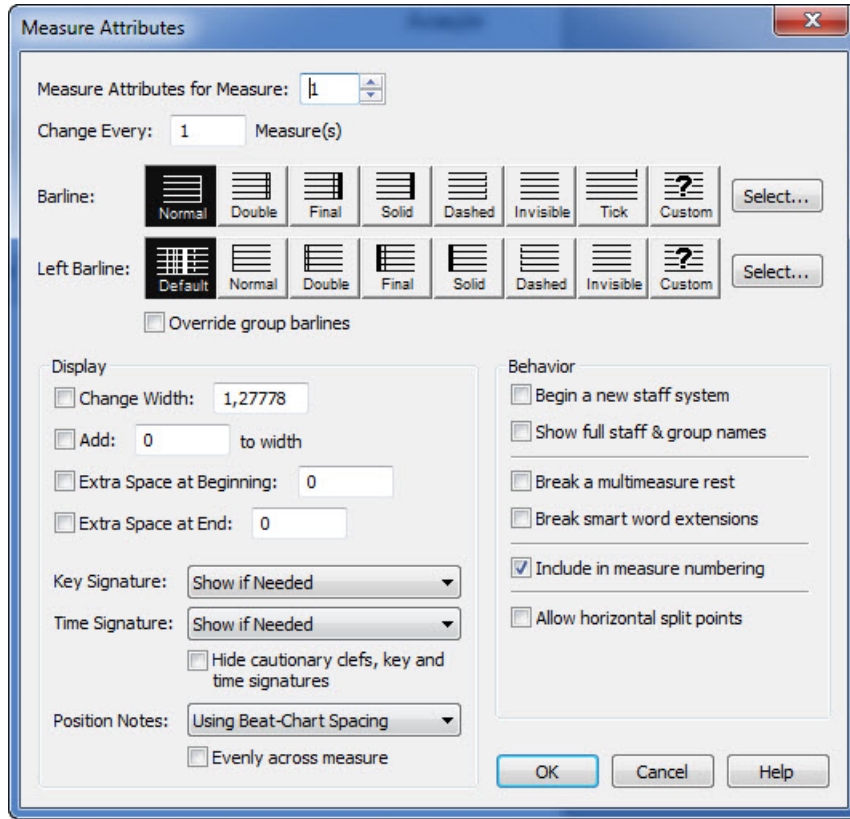 Measure Attributes
Measure Attributes for Measure: 1
Change Every: 1 Measure(s)
Barline: Normal Double Final Solid Dashed Invisible Tick Custom Select...
Left Barline: Default Normal Double Final Solid Dashed Invisible Custom Select...
Override group barlines
Display
Change Width: 1,27778
Add: 0 to width
Extra Space at Beginning: 0
Extra Space at End: 0
Key Signature: Show if Needed
Time Signature: Show if Needed
Hide cautionary clefs, key and
time signatures
Position Notes: Using Beat-Chart Spacing
Evenly across measure
Behavior
Begin a new staff system
Show full staff & group names
Break a multimeasure rest
Break smart word extensions
Include in measure numbering
Allow horizontal split points
OK Cancel Help